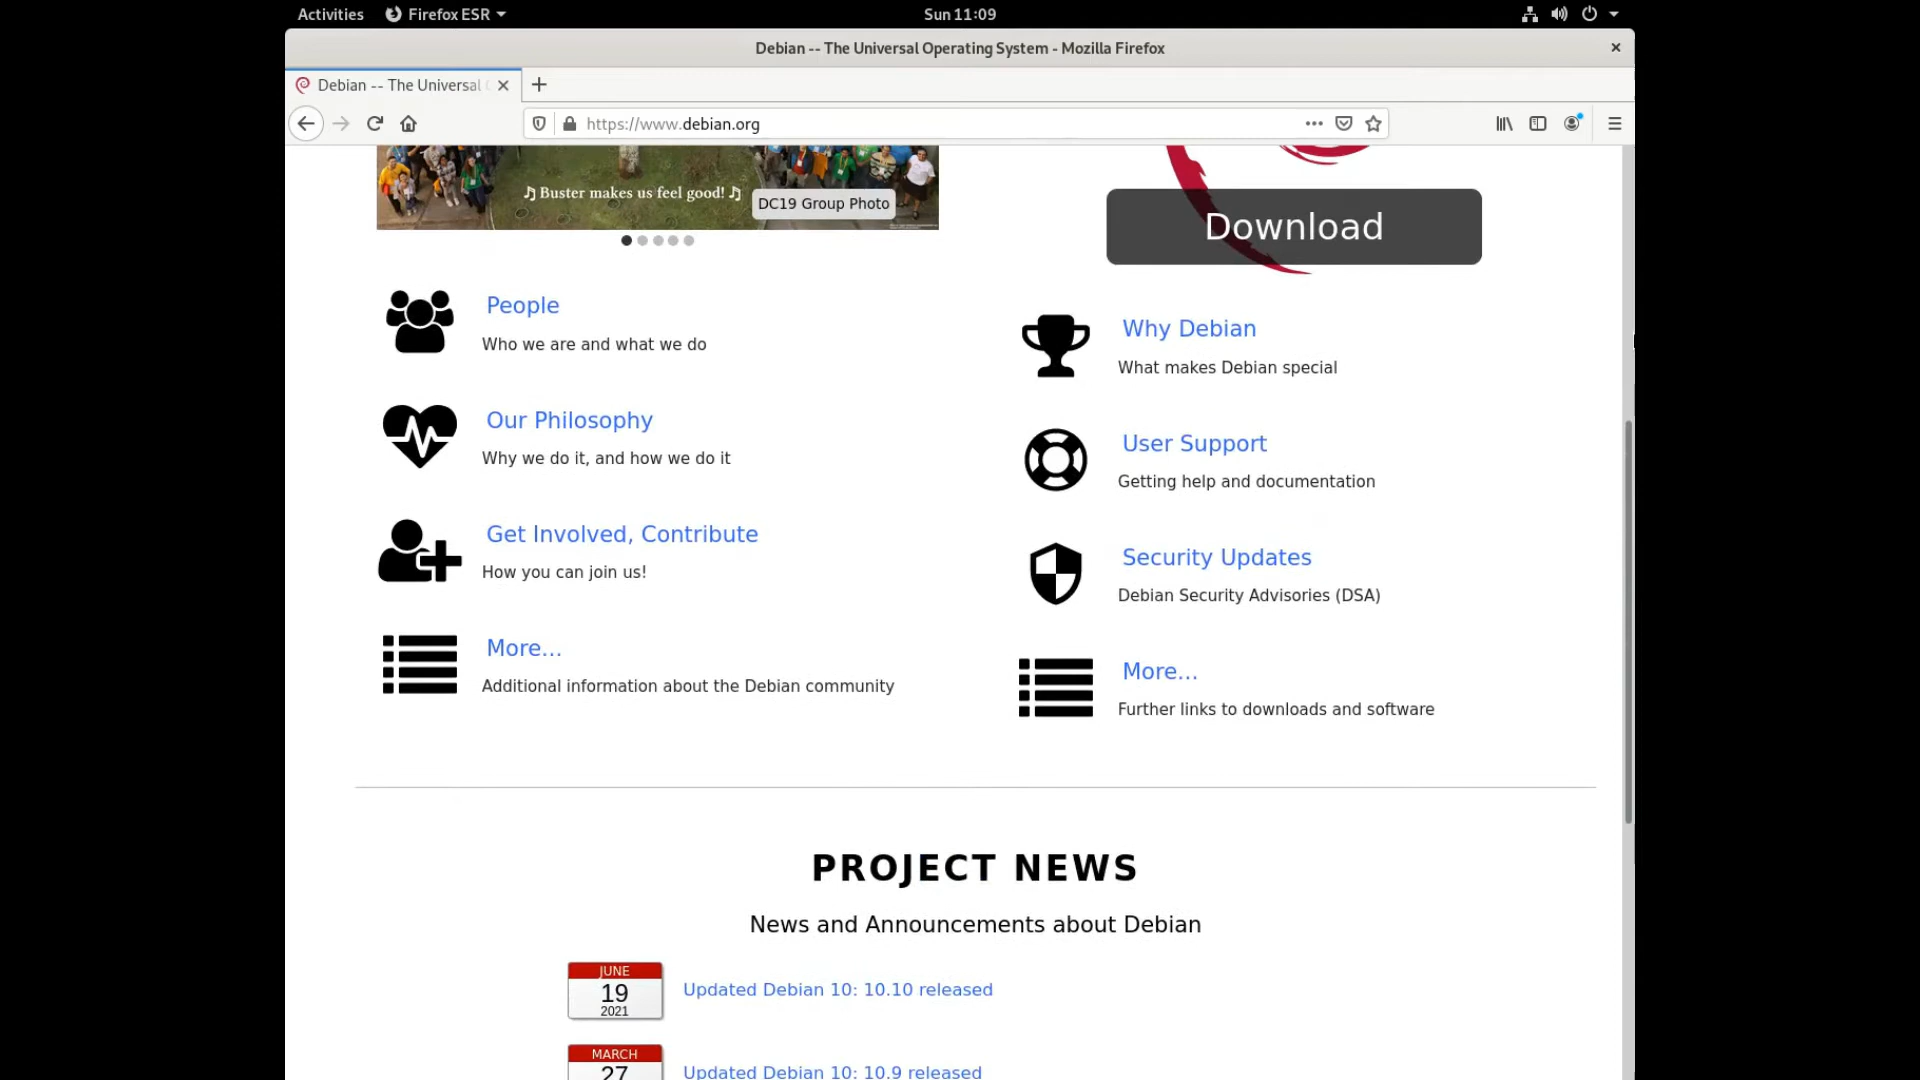 Activities
Firefox ESR
Sun 11:09
Debian -- The Universal Operating System - Mozilla Firefox
Debian -- The Universal
https://www.debian.org
♫ Buster makes us feel good! ♫
DC19 Group Photo
Download
People
Who we are and what we do
Our Philosophy
Why we do it, and how we do it
Get Involved, Contribute
How you can join us!
More...
Additional information about the Debian community
Why Debian
What makes Debian special
User Support
Getting help and documentation
Security Updates
Debian Security Advisories (DSA)
More...
Further links to downloads and software
PROJECT NEWS
News and Announcements about Debian
JUNE
19
2021
Updated Debian 10: 10.10 released
MARCH
27
Updated Debian 10: 10.9 released